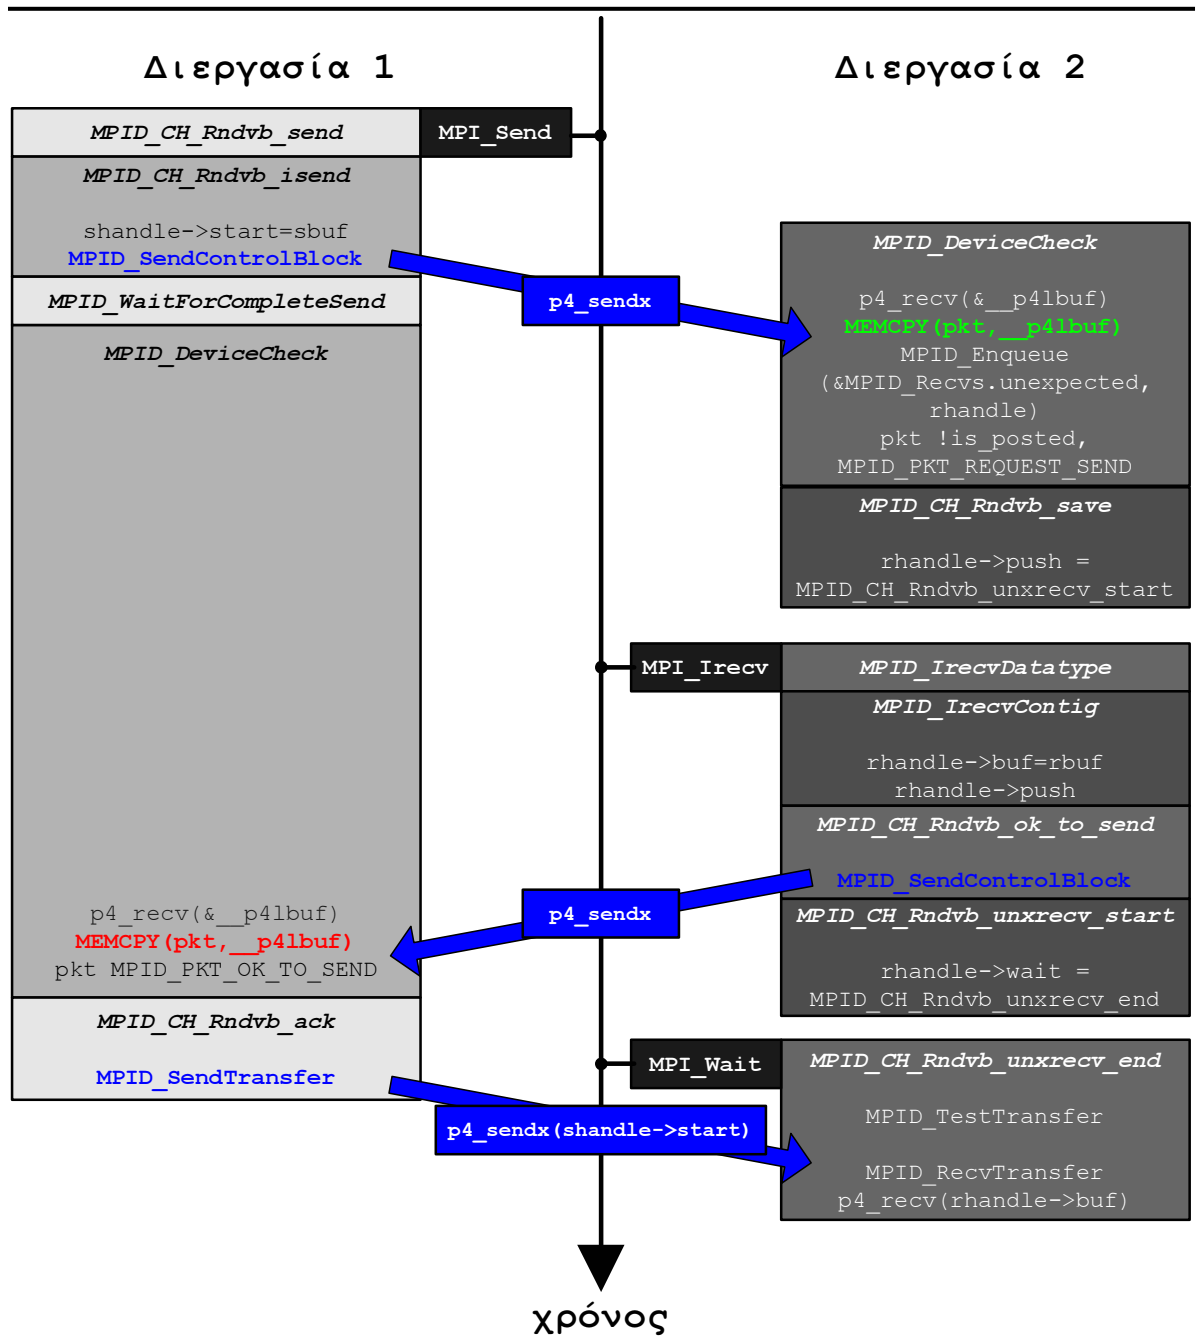 Διεργασία 1
Διεργασία 2
MPID_CH_Rndvb_send
MPI_Send
MPID_CH_Rndvb_isend
shandle->start=sbuf
MPID_SendControlBlock
MPID_WaitForCompleteSend
MPID_DeviceCheck
p4_sendx
MPID_DeviceCheck
p4_recv(&__p4lbuf)
MEMCPY(pkt,__p4lbuf)
MPID_Enqueue
(&MPID_Recvs.unexpected,
rhandle)
pkt !is_posted,
MPID_PKT_REQUEST_SEND
MPID_CH_Rndvb_save
rhandle->push =
MPID_CH_Rndvb_unxrecv_start
MPI_Irecv
MPID_IrecvDatatype
MPID_IrecvContig
rhandle->buf=rbuf
rhandle->push
MPID_CH_Rndvb_ok_to_send
MPID_SendControlBlock
p4_sendx
MPID_CH_Rndvb_unxrecv_start
rhandle->wait =
MPID_CH_Rndvb_unxrecv_end
p4_recv(&__p4lbuf)
MEMCPY(pkt,__p4lbuf)
pkt MPID_PKT_OK_TO_SEND
MPID_CH_Rndvb_ack
MPID_SendTransfer
MPI_Wait
MPID_CH_Rndvb_unxrecv_end
p4_sendx(shandle->start)
MPID_TestTransfer
MPID_RecvTransfer
p4_recv(rhandle->buf)
χρόνος